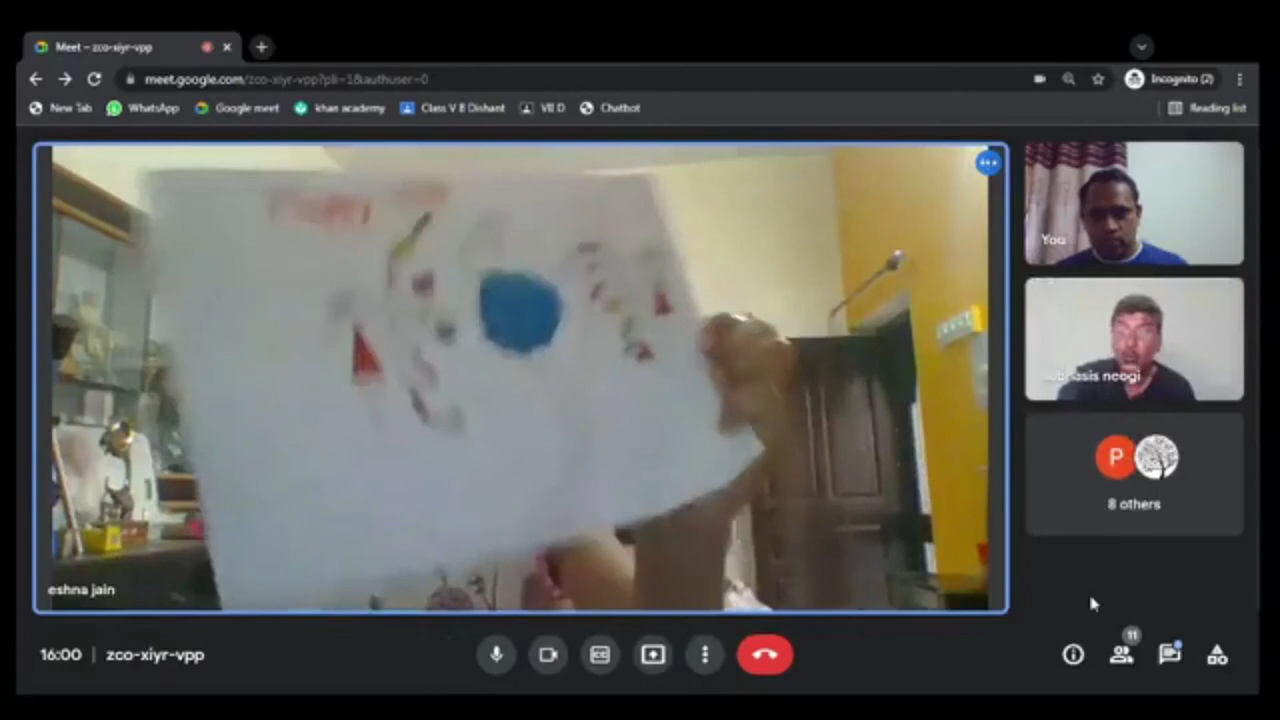 Meet – zco-xiyr-vpp
meet.google.com/zco-xiyr-vpp?pli=1&authuser=0
Incognito (2)
New Tab
WhatsApp
Google meet
khan academy
Class V B Dishant
VII D
Chatbot
Reading list
You
neogi
P
8 others
eshna jain
16:00 | zco-xiyr-vpp
CC
11